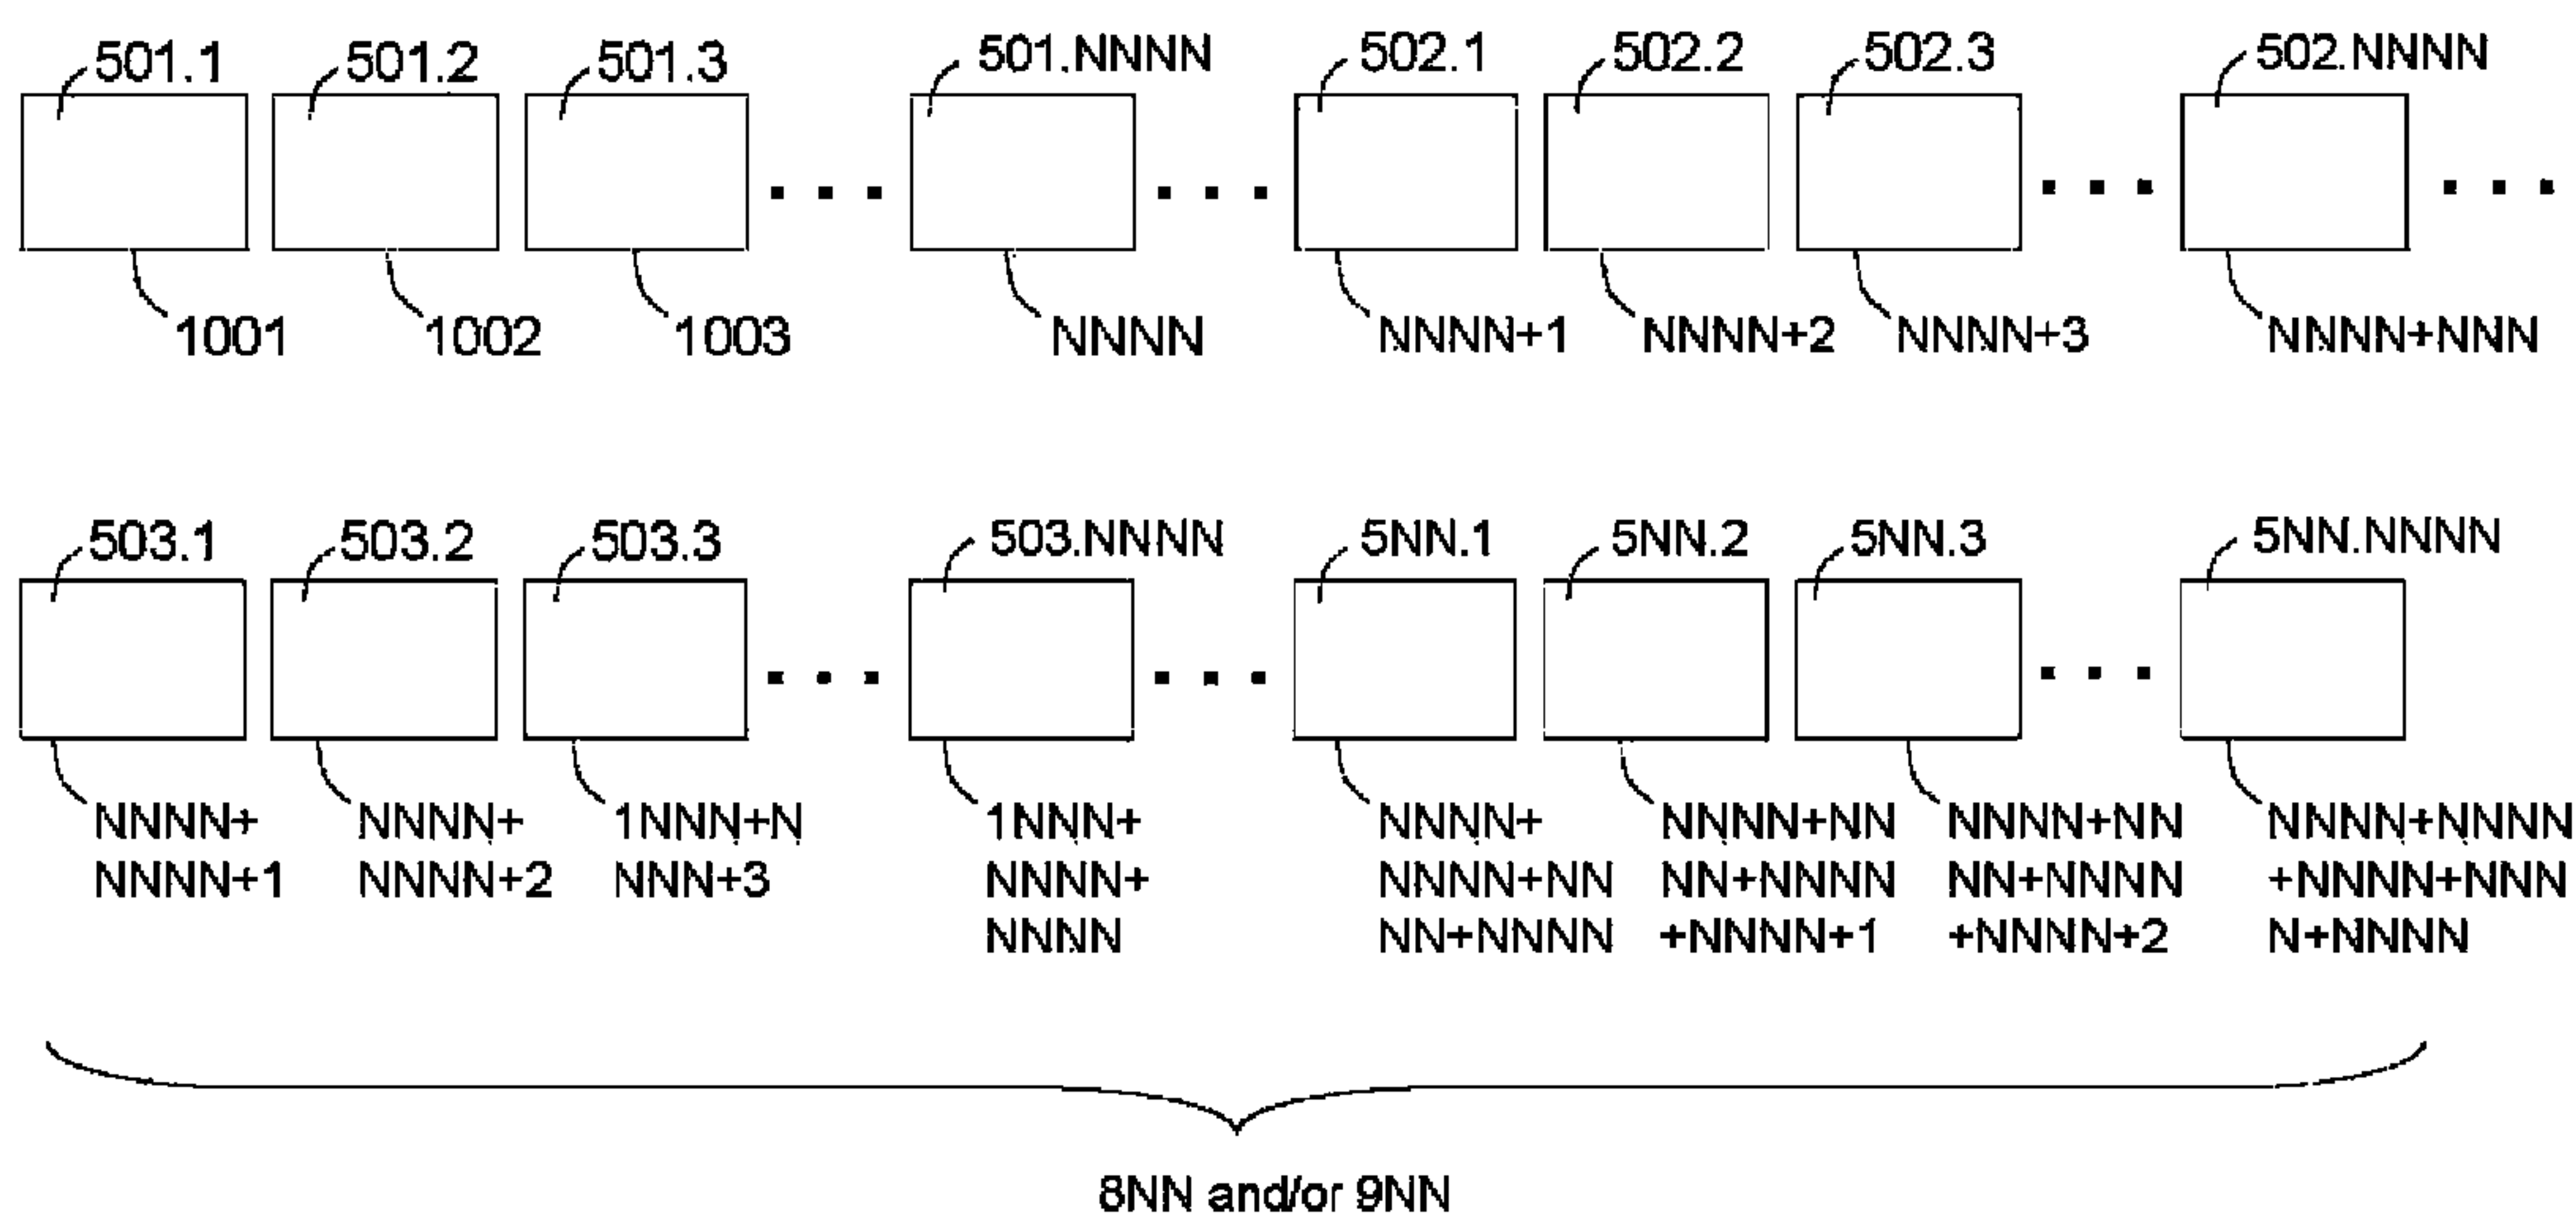 501.1 501.2 501.3 501.NNNN 502.1 502.2 502.3 502.NNNN
1001 1002 1003 NNNN NNNN+1 NNNN+2 NNNN+3 NNNN+NNN
503.1 503.2 503.3 503.NNNN 5NN.1 5NN.2 5NN.3 5NN.NNNN
NNNN+ NNNN+ 1NNN+N 1NNN+ NNNN+ NNNN+NN NNNN+NN NNNN+NNNN
NNNN+1 NNNN+2 NNN+3 NNNN+ NNNN+NN NN+NNNN NN+NNNN +NNNN+NNN
NNNN NN+NNNN +NNNN+1 +NNNN+2 N+NNNN
8NN and/or 9NN